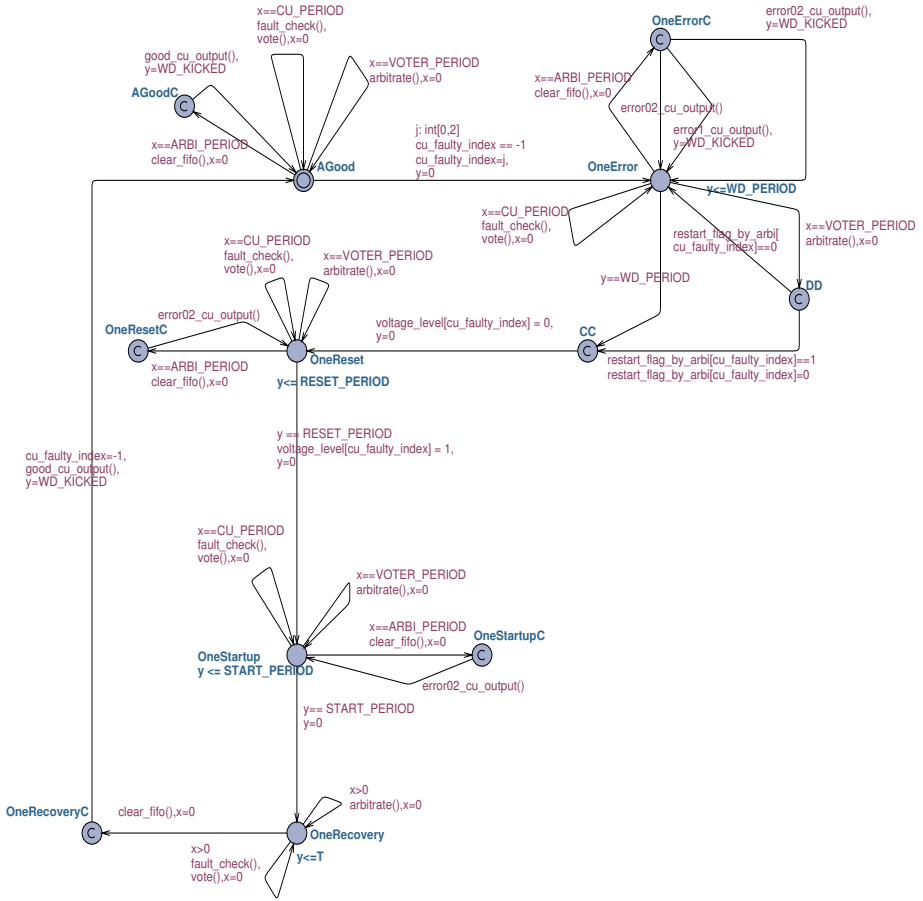 x==CU_PERIOD
fault_check(),
vote(),x=0
good_cu_output(),
y=WD_KICKED
x==VOTER_PERIOD
arbitrate(),x=0
AGoodC
C
x==ARBI_PERIOD
clear_fifo(),x=0
AGood
j: int[0,2]
cu_faulty_index == -1
cu_faulty_index=j,
y=0
OneErrorC
C
error02_cu_output(),
y=WD_KICKED
x==ARBI_PERIOD
clear_fifo(),x=0
error02_cu_output()
error1_cu_output(),
y=WD_KICKED
OneError
y<=WD_PERIOD
x==CU_PERIOD
fault_check(),
vote(),x=0
restart_flag_by_arbi[
cu_faulty_index]==0
x==VOTER_PERIOD
arbitrate(),x=0
y==WD_PERIOD
DD
C
x==CU_PERIOD
fault_check(),
vote(),x=0
x==VOTER_PERIOD
arbitrate(),x=0
error02_cu_output()
OneResetC
C
x==ARBI_PERIOD
clear_fifo(),x=0
OneReset
y<= RESET_PERIOD
voltage_level[cu_faulty_index] = 0,
y=0
CC
C
restart_flag_by_arbi[cu_faulty_index]==1
restart_flag_by_arbi[cu_faulty_index]=0
y == RESET_PERIOD
voltage_level[cu_faulty_index] = 1,
y=0
cu_faulty_index=-1,
good_cu_output(),
y=WD_KICKED
x==CU_PERIOD
fault_check(),
vote(),x=0
x==VOTER_PERIOD
arbitrate(),x=0
x==ARBI_PERIOD
clear_fifo(),x=0
OneStartupC
C
OneStartup
y <= START_PERIOD
error02_cu_output()
y== START_PERIOD
y=0
x>0
arbitrate(),x=0
OneRecoveryC
C
clear_fifo(),x=0
OneRecovery
y<=T
x>0
fault_check(),
vote(),x=0